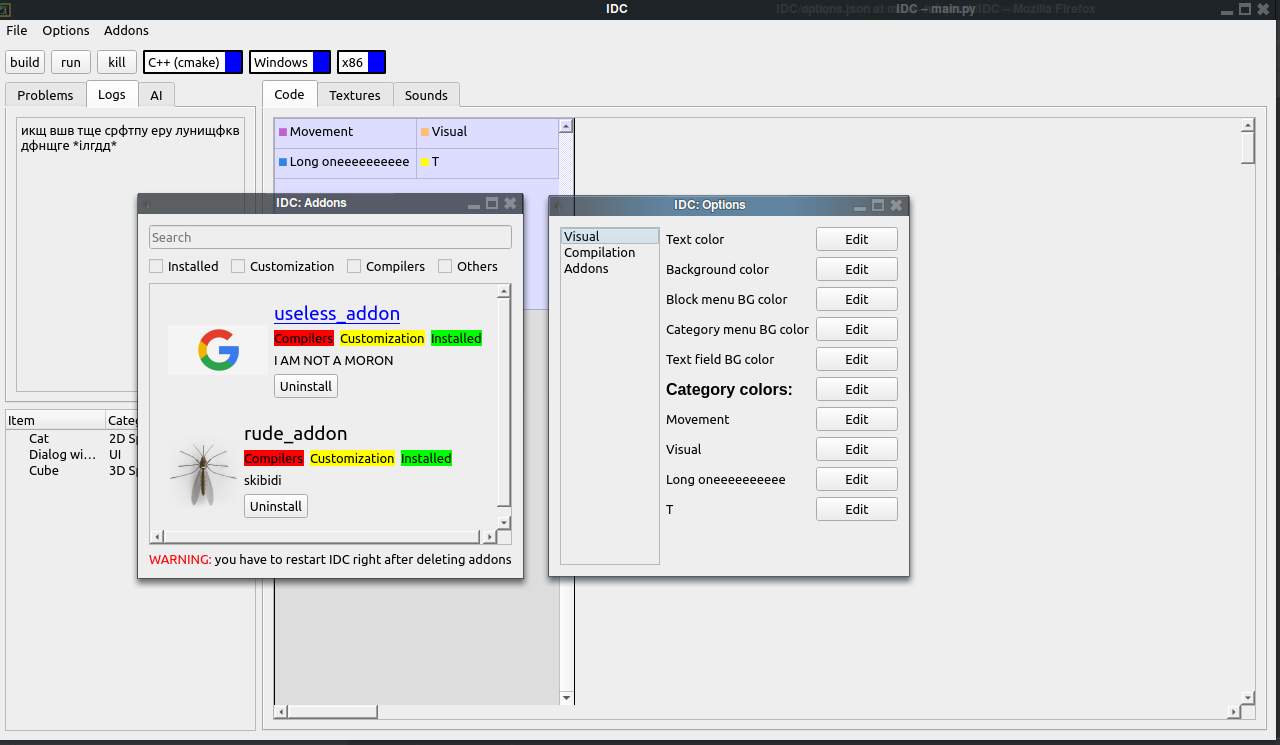 IDC
IDC/options.json at m
IDC – main.py
IDC – Mozilla Firefox
File Options Addons
build run kill C++ (cmake) Windows x86
Problems Logs AI
Code Textures Sounds
икщ вшв тще срфтпу еру лунищфкв
дфнщге *ілгдд*
Movement Visual
Long oneeeeeeeeee T
Item Categ
Cat 2D Sp
Dialog wi... UI
Cube 3D Sp
IDC: Addons
Search
Installed Customization Compilers Others
useless_addon
Compilers Customization Installed
I AM NOT A MORON
Uninstall
rude_addon
Compilers Customization Installed
skibidi
Uninstall
WARNING: you have to restart IDC right after deleting addons
IDC: Options
Visual
Compilation
Addons
Text color Edit
Background color Edit
Block menu BG color Edit
Category menu BG color Edit
Text field BG color Edit
Category colors: Edit
Movement Edit
Visual Edit
Long oneeeeeeeeee Edit
T Edit